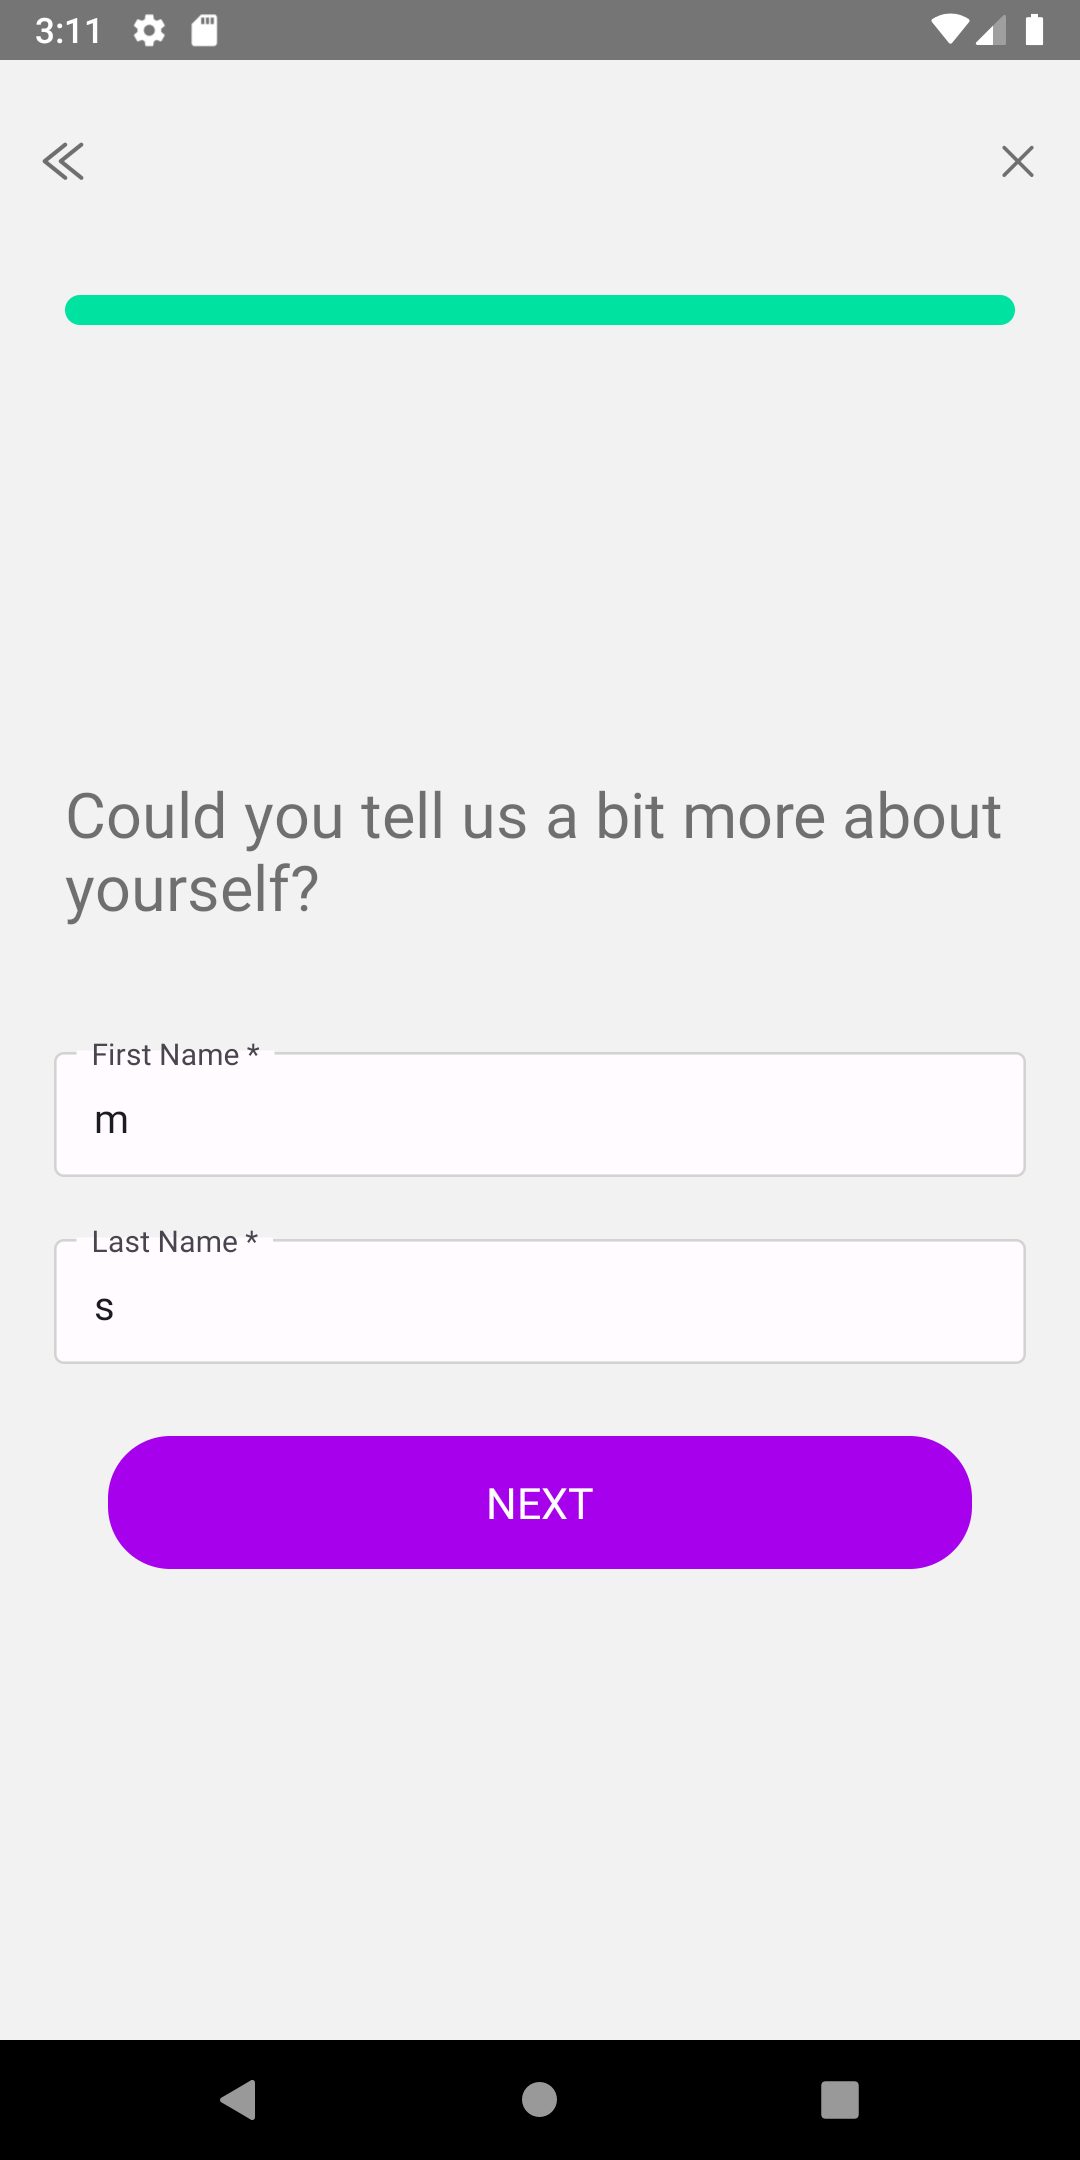 3:11
Could you tell us a bit more about
yourself?
First Name *
m
Last Name *
s
NEXT